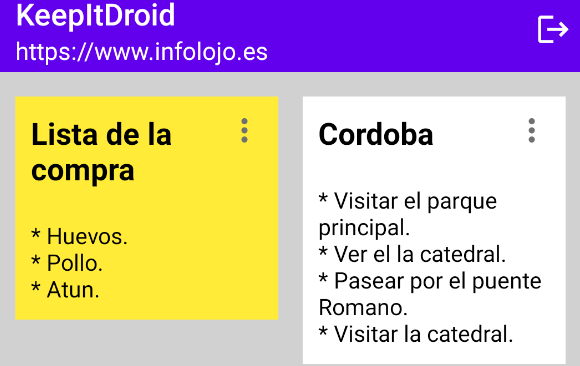 KeepItDroid
https://www.infolojo.es
Lista de la
compra
* Huevos.
* Pollo.
* Atun.
Cordoba
* Visitar el parque
principal.
* Ver el la catedral.
* Pasear por el puente
Romano.
* Visitar la catedral.